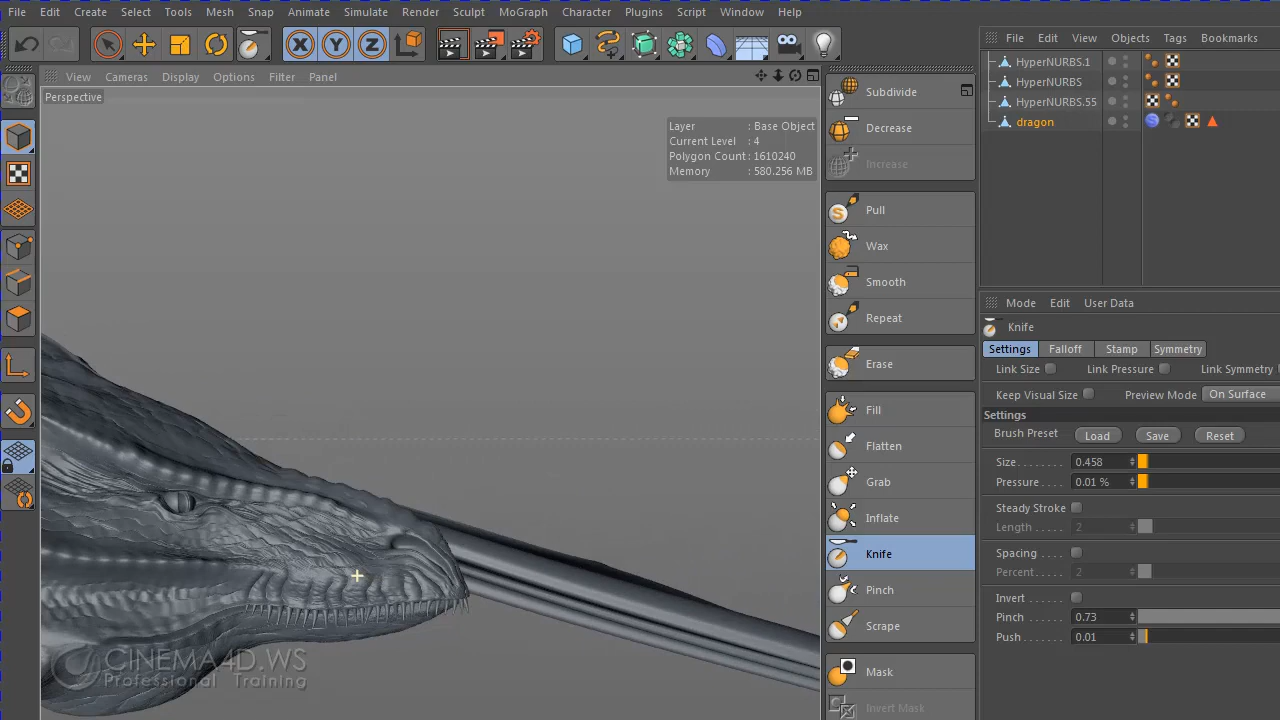 File Edit Create Select Tools Mesh Snap Animate Simulate Render Sculpt MoGraph Character Plugins Script Window Help
File Edit View Objects Tags Bookmarks
View Cameras Display Options Filter Panel
Perspective
Layer : Base Object
Current Level : 4
Polygon Count : 1610240
Memory : 580.256 MB
Subdivide
Decrease
Increase
Pull
Wax
Smooth
Repeat
Erase
Fill
Flatten
Grab
Inflate
Knife
Pinch
Scrape
Mask
Invert Mask
HyperNURBS.1
HyperNURBS
HyperNURBS.55
dragon
Mode Edit User Data
Knife
Settings Falloff Stamp Symmetry
Link Size Link Pressure Link Symmetry
Keep Visual Size Preview Mode On Surface
Settings
Brush Preset Load Save Reset
Size 0.458
Pressure 0.01 %
Steady Stroke
Length 2
Spacing
Percent 2
Invert
Pinch 0.73
Push 0.01
CINEMA4D.WS
Professional Training